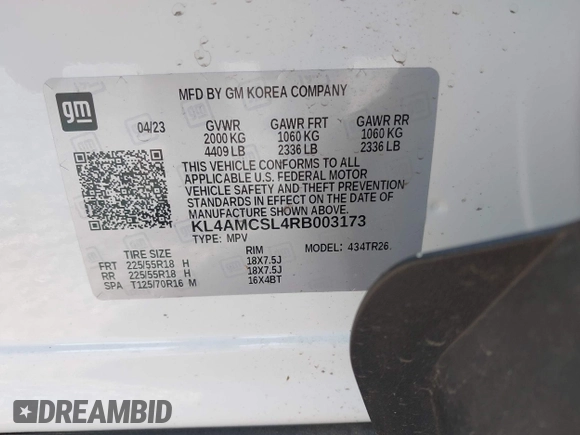 gm
MFD BY GM KOREA COMPANY
04/23 GVWR GAWR FRT GAWR RR
2000 KG 1060 KG 1060 KG
4409 LB 2336 LB 2336 LB
THIS VEHICLE CONFORMS TO ALL
APPLICABLE U.S. FEDERAL MOTOR
VEHICLE SAFETY AND THEFT PREVENTION
STANDARDS IN EFFECT ON THE DATE OF
MANUFACTURE SHOWN ABOVE.
KL4AMCSL4RB003173
TYPE: MPV MODEL: 434TR26
TIRE SIZE RIM
FRT 225/55R18 H 18X7.5J
RR 225/55R18 H 18X7.5J
SPA T125/70R16 M 16X4BT
DREAMBID